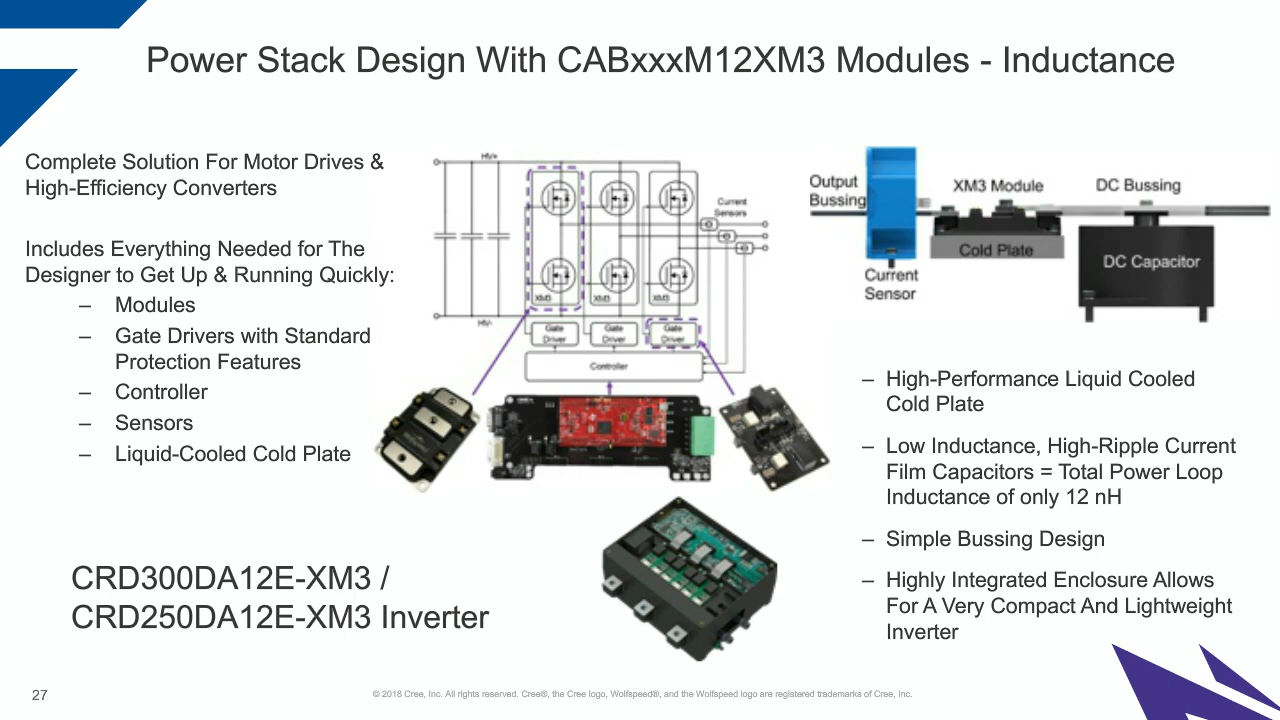 Power Stack Design With CABxxxM12XM3 Modules - Inductance
Complete Solution For Motor Drives &
High-Efficiency Converters
Includes Everything Needed for The
Designer to Get Up & Running Quickly:
– Modules
– Gate Drivers with Standard
Protection Features
– Controller
– Sensors
– Liquid-Cooled Cold Plate
CRD300DA12E-XM3 /
CRD250DA12E-XM3 Inverter
HV+
Current
Sensors
XM3
XM3
XM3
HV-
Gate
Driver
Gate
Driver
Gate
Driver
Controller
Output
Bussing
XM3 Module
DC Bussing
Cold Plate
DC Capacitor
Current
Sensor
– High-Performance Liquid Cooled
Cold Plate
– Low Inductance, High-Ripple Current
Film Capacitors = Total Power Loop
Inductance of only 12 nH
– Simple Bussing Design
– Highly Integrated Enclosure Allows
For A Very Compact And Lightweight
Inverter
27
© 2018 Cree, Inc. All rights reserved. Cree®, the Cree logo, Wolfspeed®, and the Wolfspeed logo are registered trademarks of Cree, Inc.